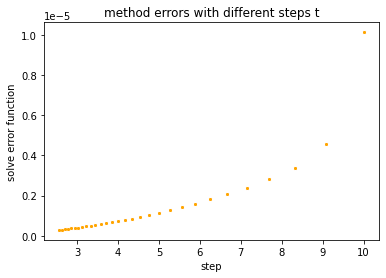 method errors with different steps t
1e−5
1.0
0.8
0.6
0.4
0.2
0.0
solve error function
3 4 5 6 7 8 9 10
step